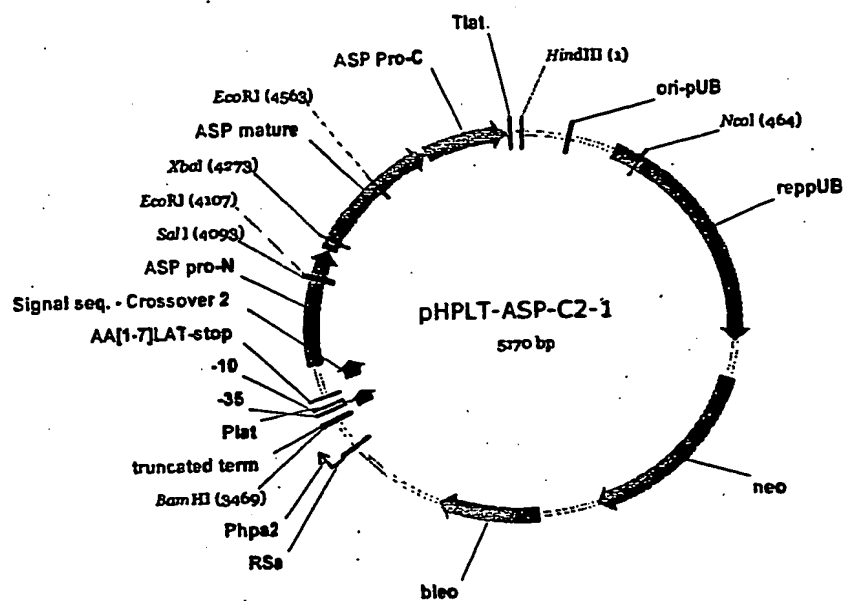 Tlat.
HindIII (1)
ASP Pro-C
ori-pUB
EcoRI (4563)
NcoI (464)
ASP mature
XbaI (4273)
reppUB
EcoRI (4107)
SalI (4093)
ASP pro-N
Signal seq. - Crossover 2
pHPLT-ASP-C2-1
AA[1-7]LAT-stop
5170 bp
-10
-35
Plat
truncated term
BamHI (3469)
neo
Phpa2
RSa
bleo